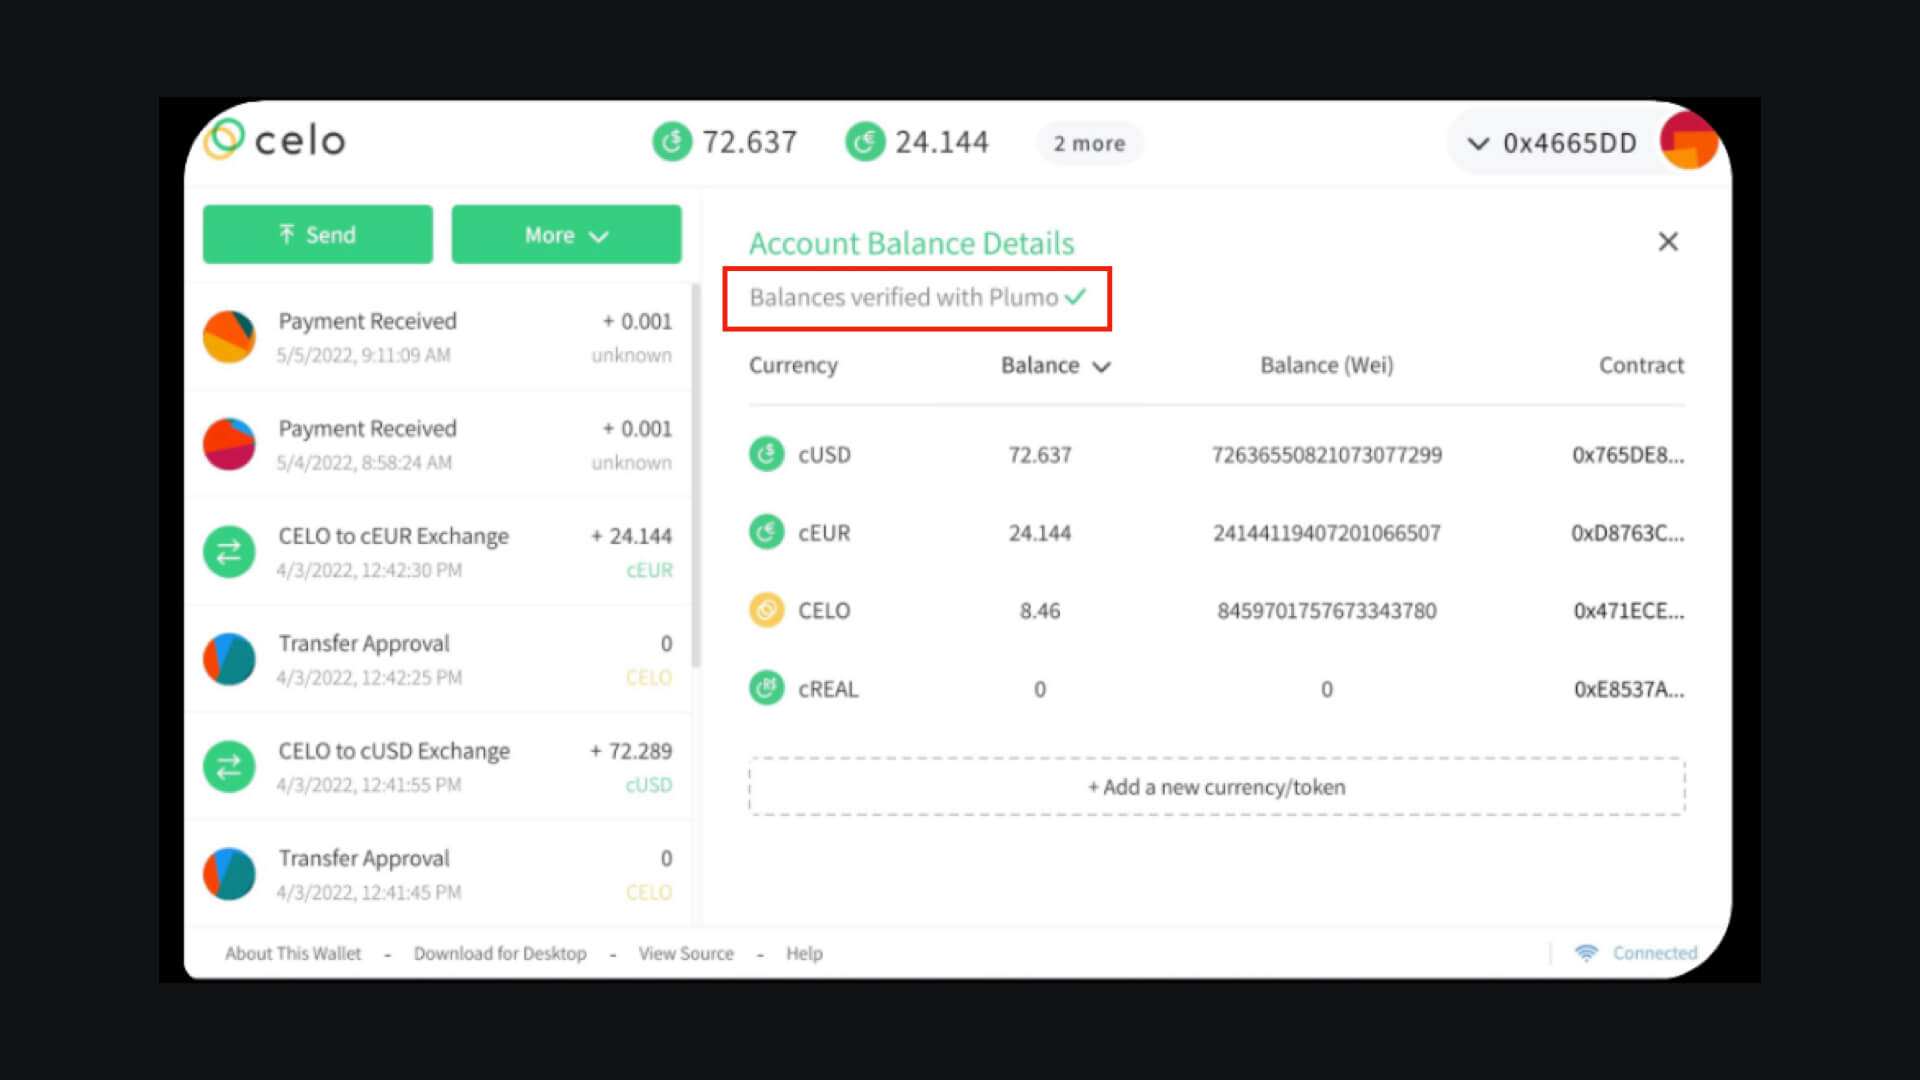 celo
72.637
24.144
2 more
0x4665DD
Send
More
Payment Received + 0.001
5/5/2022, 9:11:09 AM unknown
Payment Received + 0.001
5/4/2022, 8:58:24 AM unknown
CELO to cEUR Exchange + 24.144
4/3/2022, 12:42:30 PM cEUR
Transfer Approval 0
4/3/2022, 12:42:25 PM CELO
CELO to cUSD Exchange + 72.289
4/3/2022, 12:41:55 PM cUSD
Transfer Approval 0
4/3/2022, 12:41:45 PM CELO
Account Balance Details
Balances verified with Plumo
Currency Balance Balance (Wei) Contract
cUSD 72.637 72636550821073077299 0x765DE8...
cEUR 24.144 24144119407201066507 0xD8763C...
CELO 8.46 8459701757673343780 0x471ECE...
cREAL 0 0 0xE8537A...
+ Add a new currency/token
About This Wallet - Download for Desktop - View Source - Help
Connected